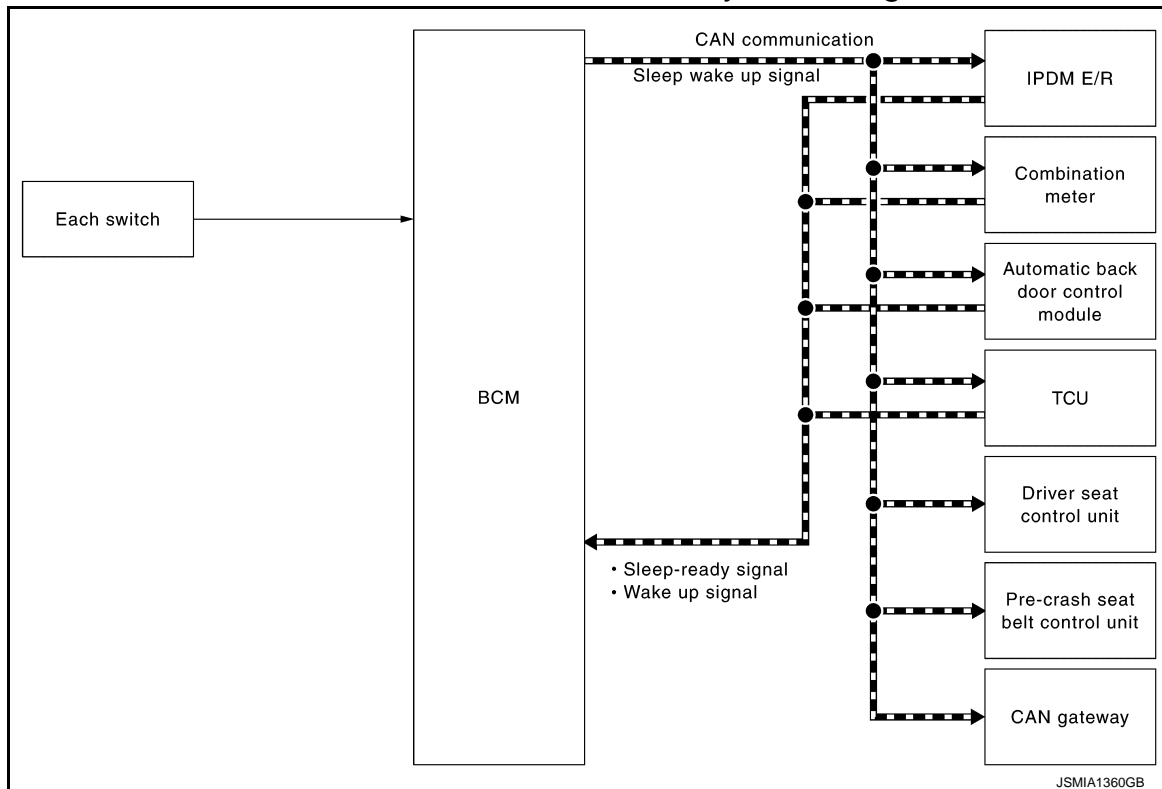 CAN communication
Sleep wake up signal
IPDM E/R
Combination
meter
Each switch
Automatic back
door control
module
BCM
TCU
Driver seat
control unit
• Sleep-ready signal
• Wake up signal
Pre-crash seat
belt control unit
CAN gateway
JSMIA1360GB